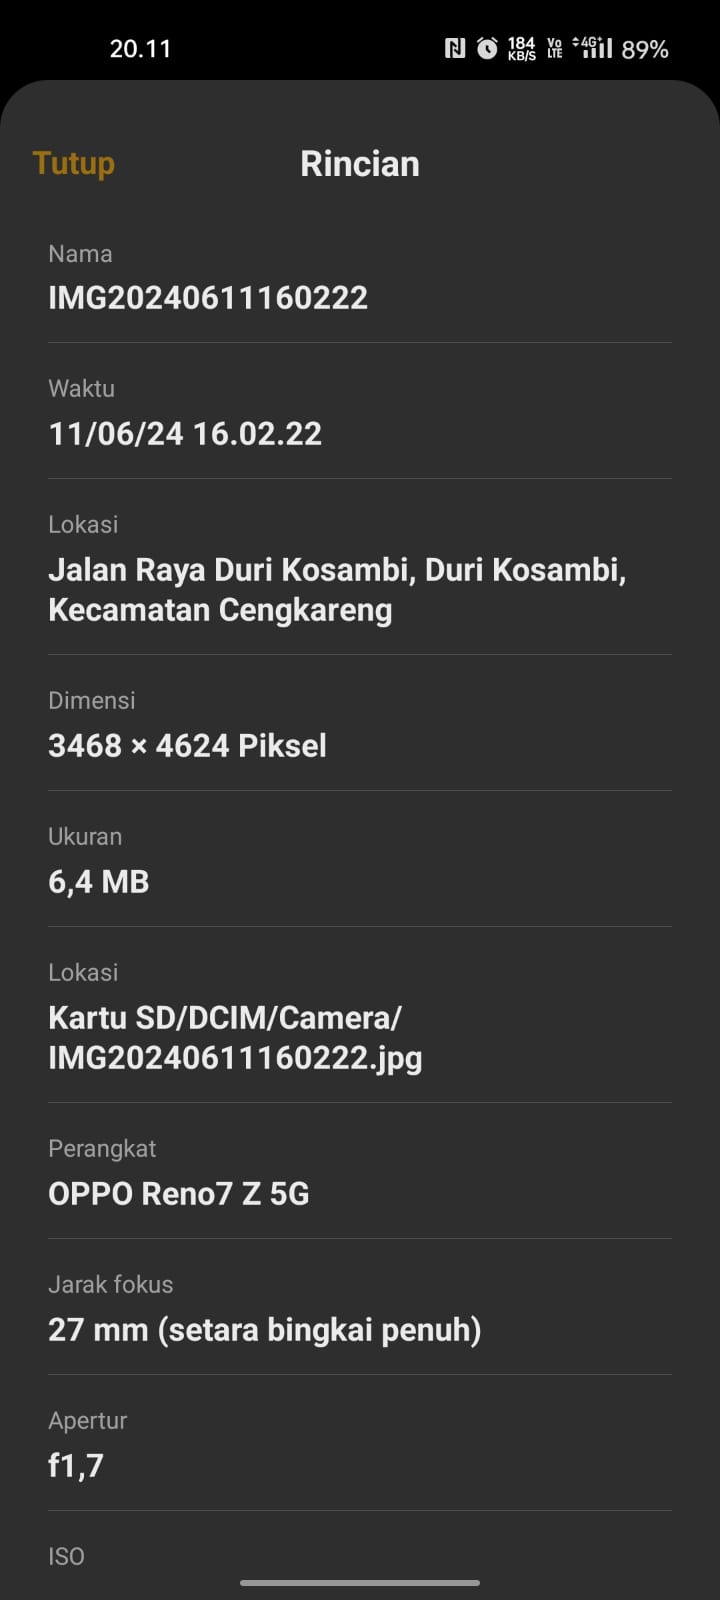 20.11
184 KB/S Vo LTE 4G+ 89%
Tutup
Rincian
Nama
IMG20240611160222
Waktu
11/06/24 16.02.22
Lokasi
Jalan Raya Duri Kosambi, Duri Kosambi,
Kecamatan Cengkareng
Dimensi
3468 × 4624 Piksel
Ukuran
6,4 MB
Lokasi
Kartu SD/DCIM/Camera/
IMG20240611160222.jpg
Perangkat
OPPO Reno7 Z 5G
Jarak fokus
27 mm (setara bingkai penuh)
Apertur
f1,7
ISO